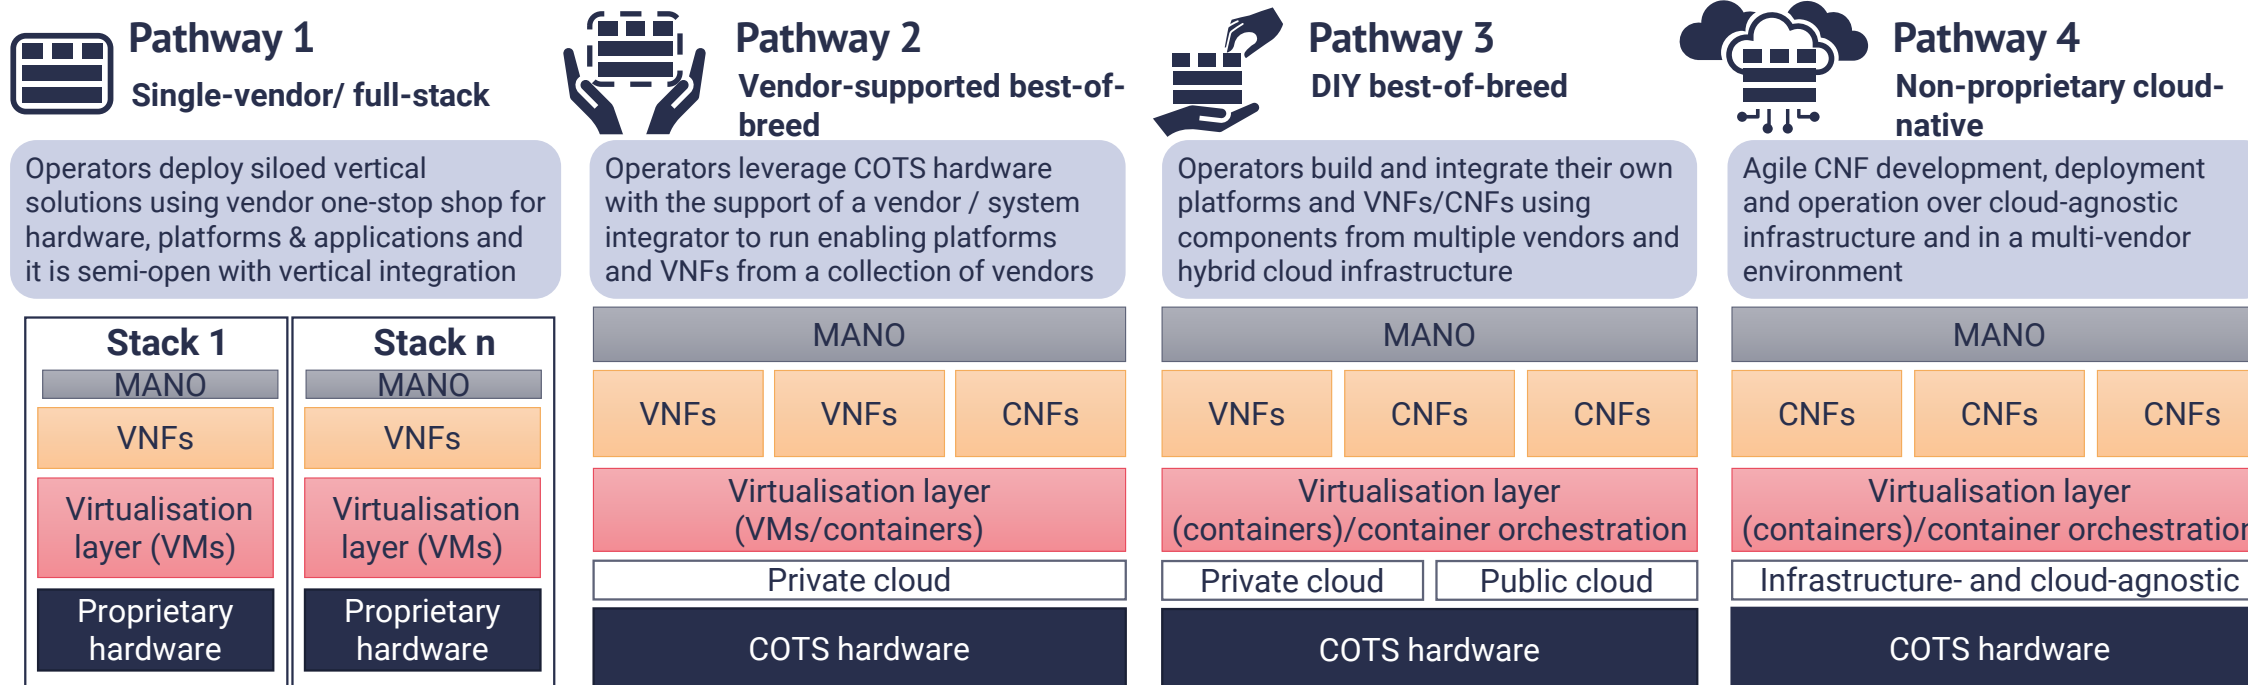 Pathway 1
Single-vendor/ full-stack
Operators deploy siloed vertical
solutions using vendor one-stop shop for
hardware, platforms & applications and
it is semi-open with vertical integration
Stack 1
MANO
VNFs
Virtualisation
layer (VMs)
Proprietary
hardware
Stack n
MANO
VNFs
Virtualisation
layer (VMs)
Proprietary
hardware
Pathway 2
Vendor-supported best-of-
breed
Operators leverage COTS hardware
with the support of a vendor / system
integrator to run enabling platforms
and VNFs from a collection of vendors
MANO
VNFs
VNFs
CNFs
Virtualisation layer
(VMs/containers)
Private cloud
COTS hardware
Pathway 3
DIY best-of-breed
Operators build and integrate their own
platforms and VNFs/CNFs using
components from multiple vendors and
hybrid cloud infrastructure
MANO
VNFs
CNFs
CNFs
Virtualisation layer
(containers)/container orchestration
Private cloud
Public cloud
COTS hardware
Pathway 4
Non-proprietary cloud-
native
Agile CNF development, deployment
and operation over cloud-agnostic
infrastructure and in a multi-vendor
environment
MANO
CNFs
CNFs
CNFs
Virtualisation layer
(containers)/container orchestration
Infrastructure- and cloud-agnostic
COTS hardware